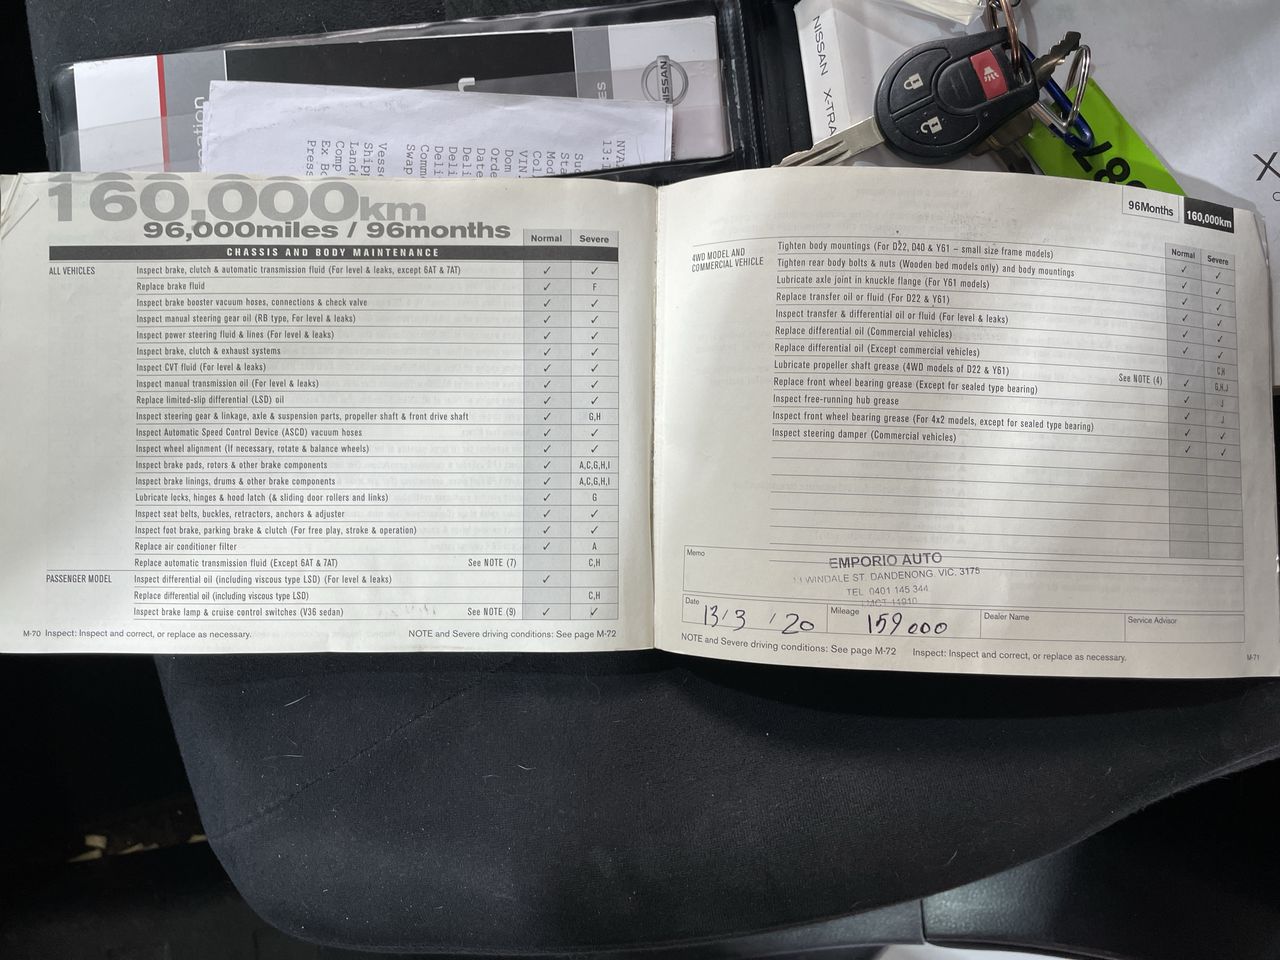 NISSAN
NISSAN X-TRA
160,000km
96,000miles / 96months
Normal Severe
CHASSIS AND BODY MAINTENANCE
ALL VEHICLES Inspect brake, clutch & automatic transmission fluid (For level & leaks, except 6AT & 7AT) ✓ ✓
Replace brake fluid ✓ F
Inspect brake booster vacuum hoses, connections & check valve ✓ ✓
Inspect manual steering gear oil (RB type, For level & leaks) ✓ ✓
Inspect power steering fluid & lines (For level & leaks) ✓ ✓
Inspect brake, clutch & exhaust systems ✓ ✓
Inspect CVT fluid (For level & leaks) ✓ ✓
Inspect manual transmission oil (For level & leaks) ✓ ✓
Replace limited-slip differential (LSD) oil ✓ ✓
Inspect steering gear & linkage, axle & suspension parts, propeller shaft & front drive shaft ✓ G,H
Inspect Automatic Speed Control Device (ASCD) vacuum hoses ✓ ✓
Inspect wheel alignment (If necessary, rotate & balance wheels) ✓ ✓
Inspect brake pads, rotors & other brake components ✓ A,C,G,H,I
Inspect brake linings, drums & other brake components ✓ A,C,G,H,I
Lubricate locks, hinges & hood latch (& sliding door rollers and links) ✓ G
Inspect seat belts, buckles, retractors, anchors & adjuster ✓ ✓
Inspect foot brake, parking brake & clutch (For free play, stroke & operation) ✓ ✓
Replace air conditioner filter ✓ A
Replace automatic transmission fluid (Except 6AT & 7AT) See NOTE (7) C,H
PASSENGER MODEL Inspect differential oil (including viscous type LSD) (For level & leaks) ✓
Replace differential oil (including viscous type LSD) C,H
Inspect brake lamp & cruise control switches (V36 sedan) See NOTE (9) ✓ ✓
M-70 Inspect: Inspect and correct, or replace as necessary. NOTE and Severe driving conditions: See page M-72
96Months 160,000km
Normal Severe
4WD MODEL AND
COMMERCIAL VEHICLE
Tighten body mountings (For D22, D40 & Y61 – small size frame models) ✓ ✓
Tighten rear body bolts & nuts (Wooden bed models only) and body mountings ✓ ✓
Lubricate axle joint in knuckle flange (For Y61 models) ✓ ✓
Replace transfer oil or fluid (For D22 & Y61) ✓ ✓
Inspect transfer & differential oil or fluid (For level & leaks) ✓ ✓
Replace differential oil (Commercial vehicles) ✓ ✓
Replace differential oil (Except commercial vehicles) C,H
Lubricate propeller shaft grease (4WD models of D22 & Y61) See NOTE (4) ✓ G,H,J
Replace front wheel bearing grease (Except for sealed type bearing) ✓ J
Inspect free-running hub grease ✓ J
Inspect front wheel bearing grease (For 4x2 models, except for sealed type bearing) ✓ ✓
Inspect steering damper (Commercial vehicles) ✓ ✓
Memo
EMPORIO AUTO
WINDALE ST. DANDENONG. VIC. 3175
TEL 0401 145 344
Date 13/3/20 Mileage 159000 Dealer Name Service Advisor
NOTE and Severe driving conditions: See page M-72 Inspect: Inspect and correct, or replace as necessary. M-71